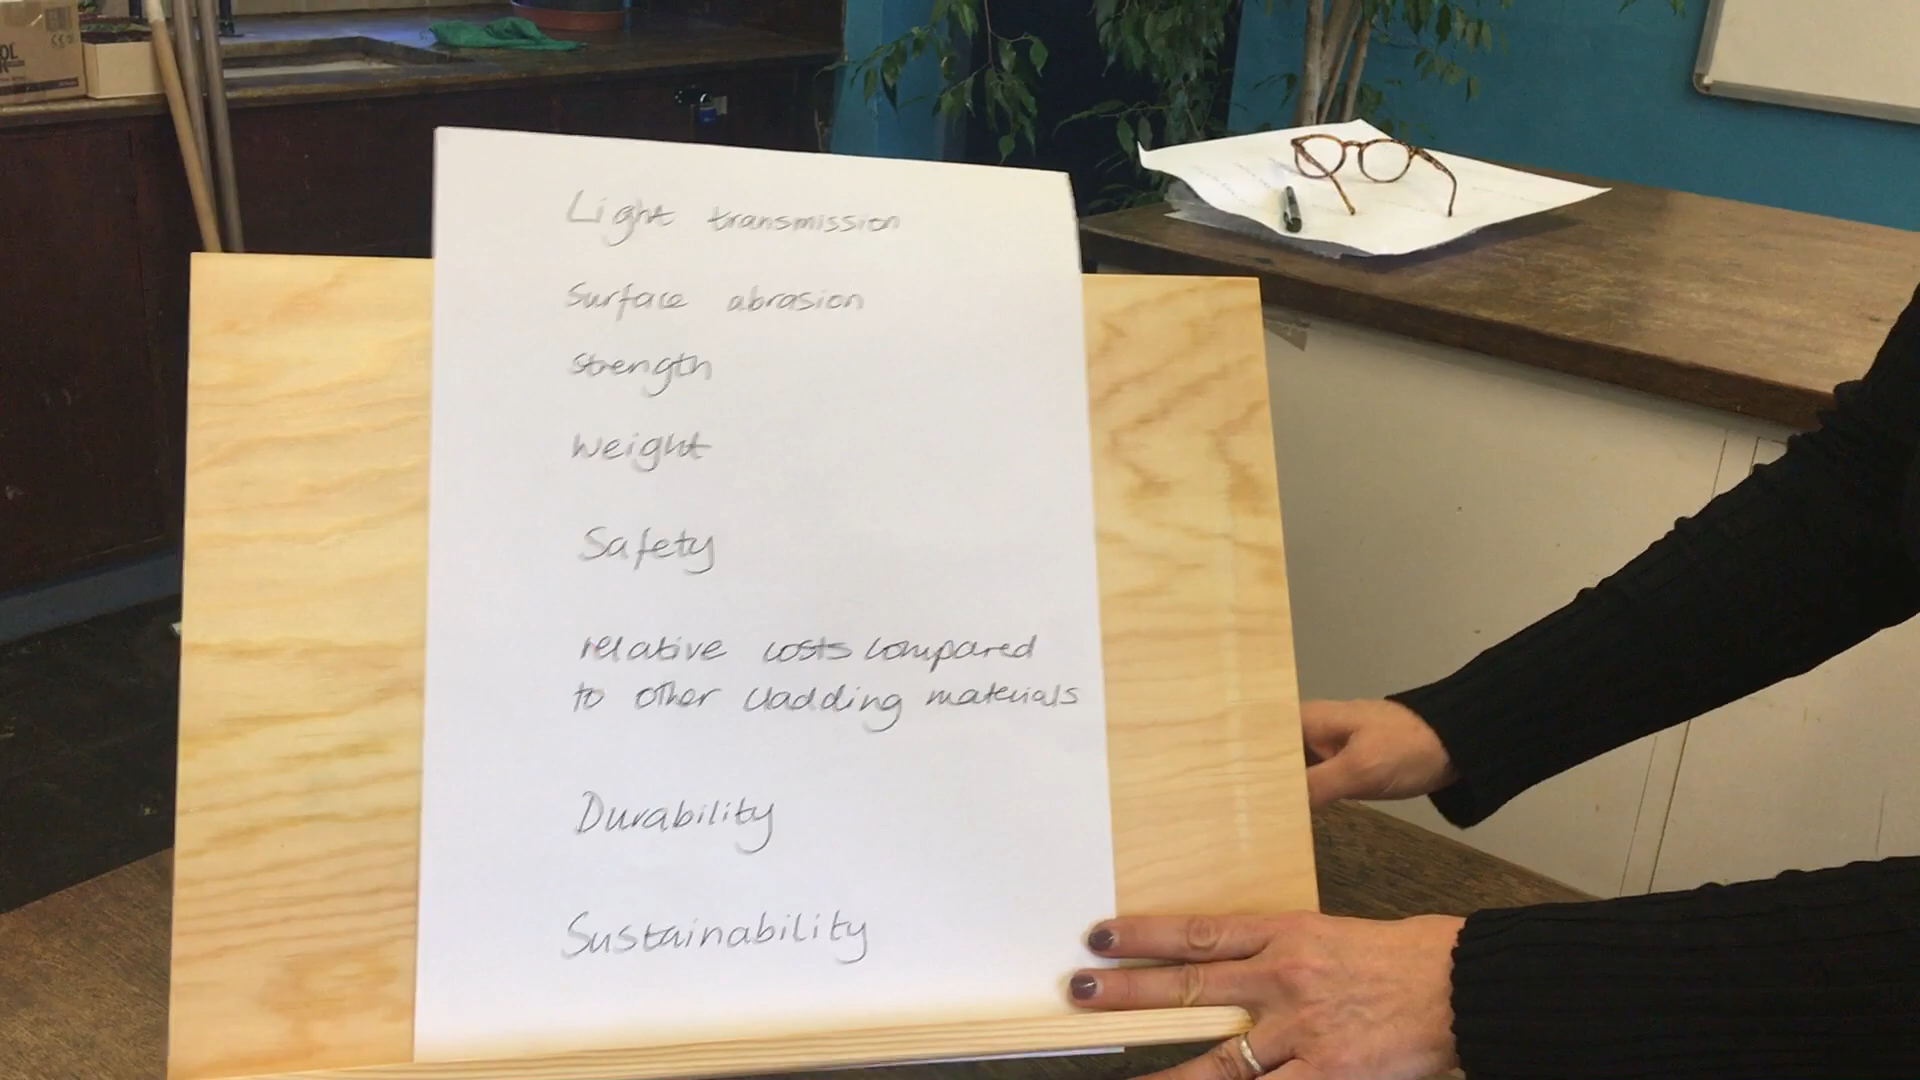 Light transmission
Surface abrasion
Strength
Weight
Safety
relative costs compared
to other cladding materials
Durability
Sustainability